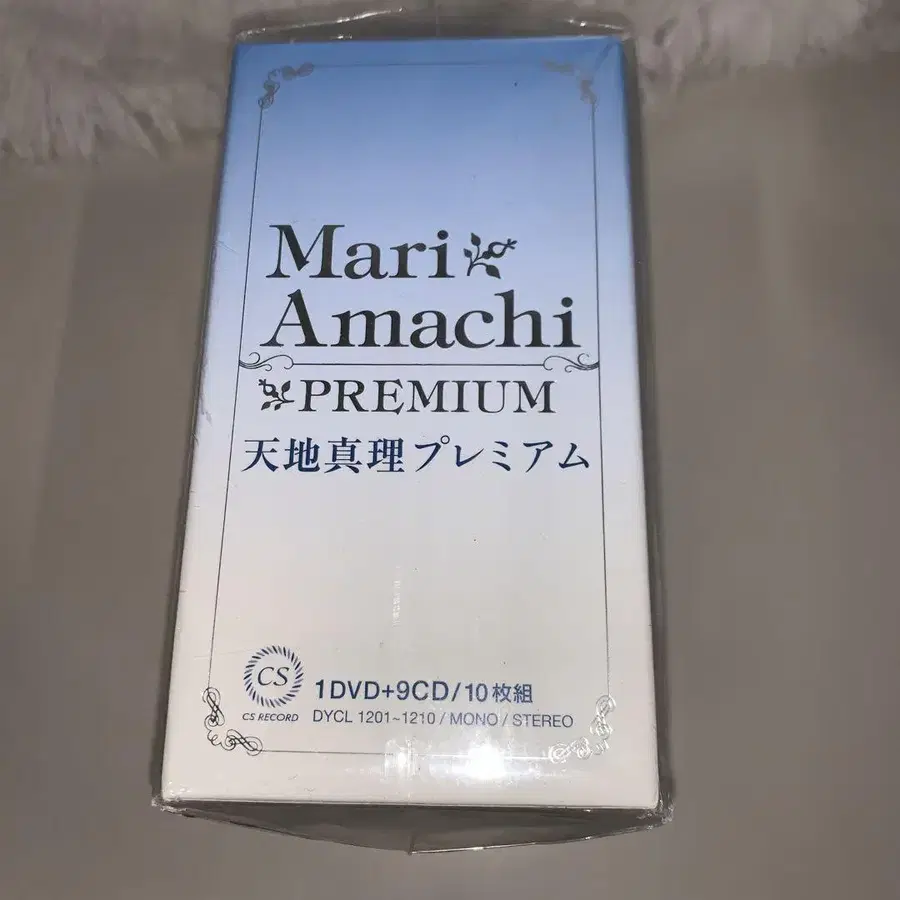 Mari
Amachi
PREMIUM
天地真理プレミアム
CS
CS RECORD
1DVD+9CD/10枚組
DYCL 1201~1210 / MONO / STEREO